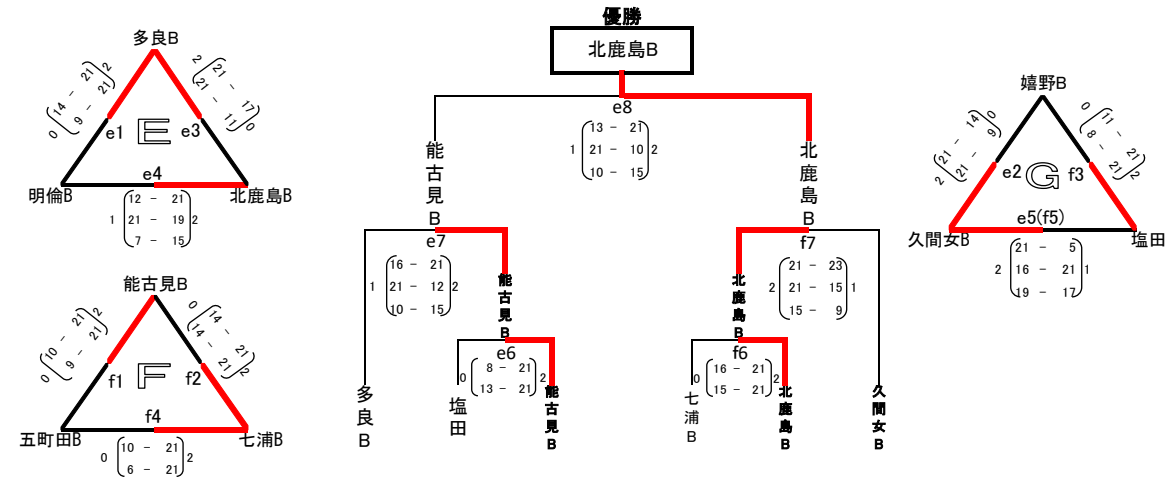 優勝
北鹿島B
e8
1 13 - 21 2
21 - 10
10 - 15
能古見B
北鹿島B
e7
1 16 - 21 2
21 - 12
10 - 15
f7
2 21 - 23 1
21 - 15
15 - 9
能古見B
北鹿島B
e6
0 8 - 21 2
13 - 21
f6
0 16 - 21 2
15 - 21
多良B
塩田
能古見B
七浦B
北鹿島B
久間女B
多良B
0 14 - 21 2
9 - 21
2 21 - 17 0
21 - 11
e1
E
e3
e4
明倫B
北鹿島B
1 12 - 21 2
21 - 19
7 - 15
能古見B
0 10 - 21 2
9 - 21
0 14 - 21 2
14 - 21
f1
F
f2
f4
五町田B
七浦B
0 10 - 21 2
6 - 21
嬉野B
2 21 - 14 0
21 - 9
0 11 - 21 2
8 - 21
e2
G
f3
e5(f5)
久間女B
塩田
2 21 - 5 1
16 - 21
19 - 17